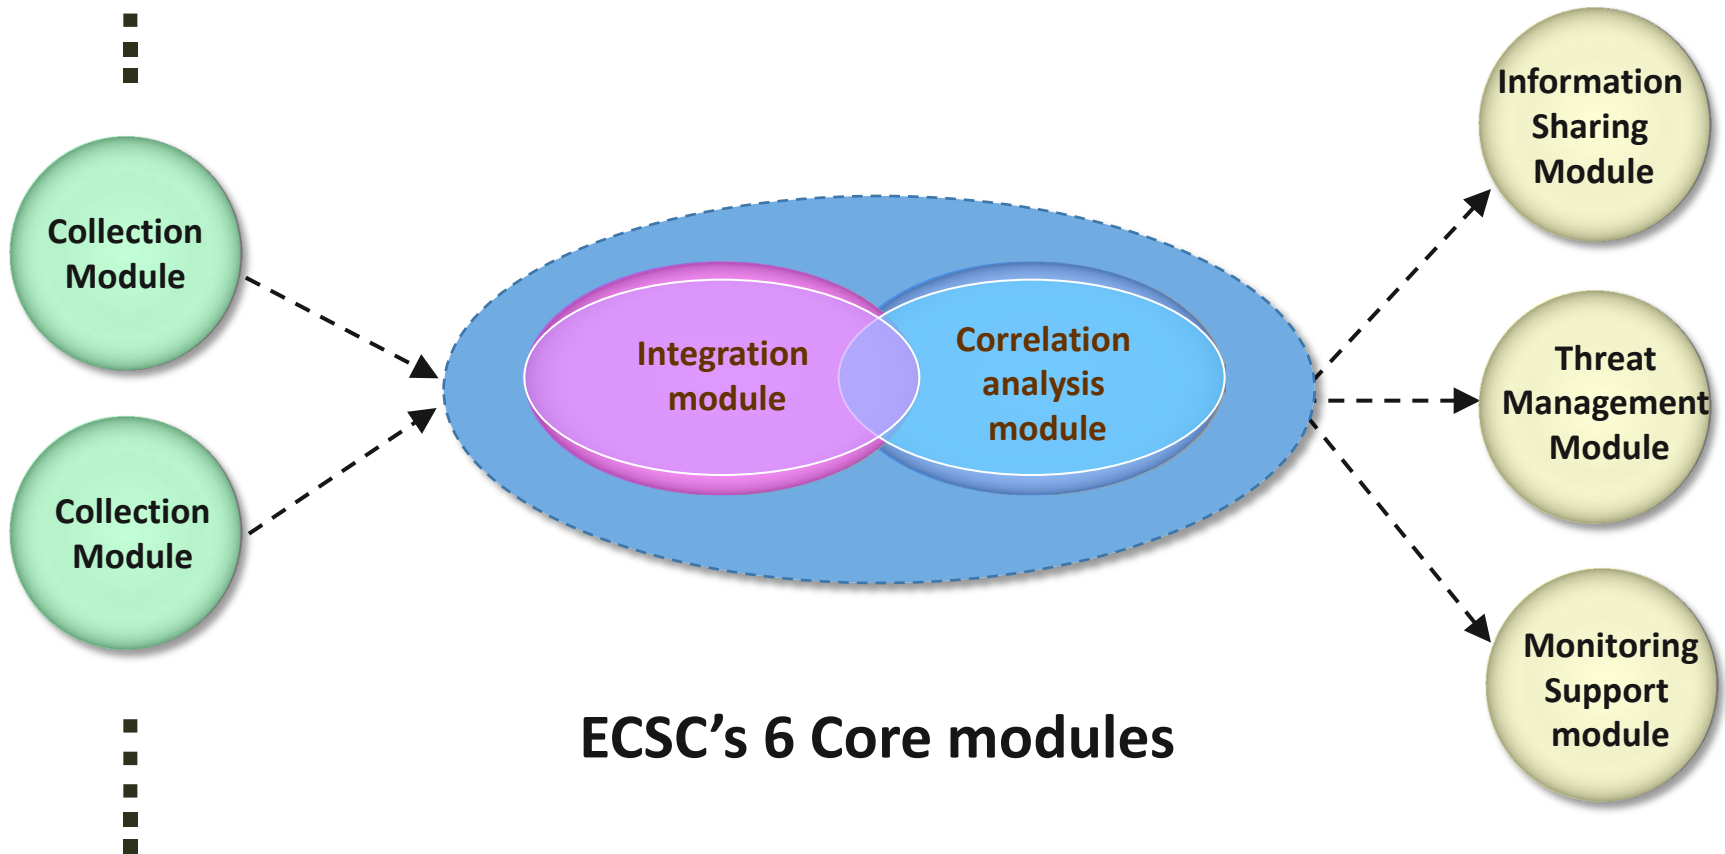 Collection
Module
Collection
Module
Integration
module
Correlation
analysis
module
Information
Sharing
Module
Threat
Management
Module
Monitoring
Support
module
ECSC’s 6 Core modules